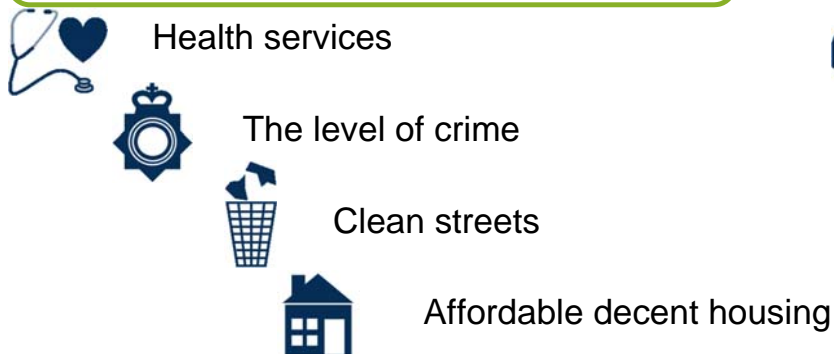 Health services
The level of crime
Clean streets
Affordable decent housing